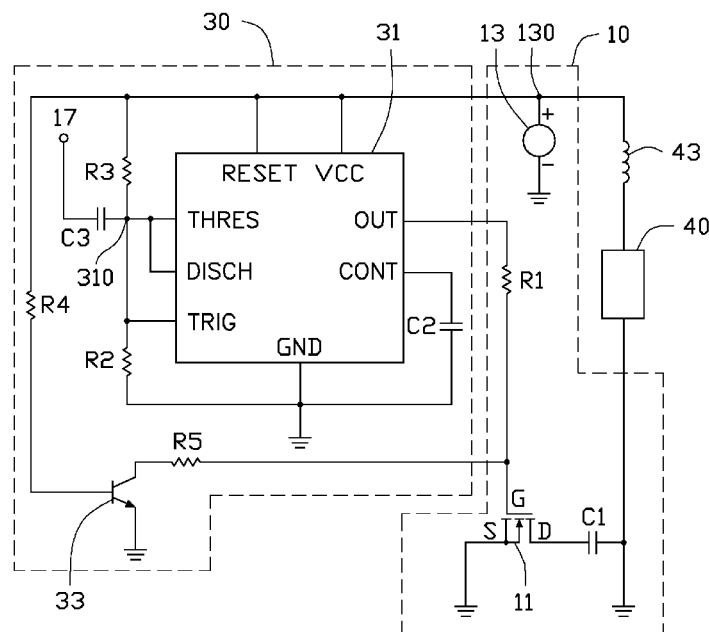 30
31
13
130
10
17
+
R3
RESET VCC
−
43
THRES
OUT
C3
40
310
DISCH
CONT
R1
R4
TRIG
C2
R2
GND
R5
G
C1
S
D
11
33